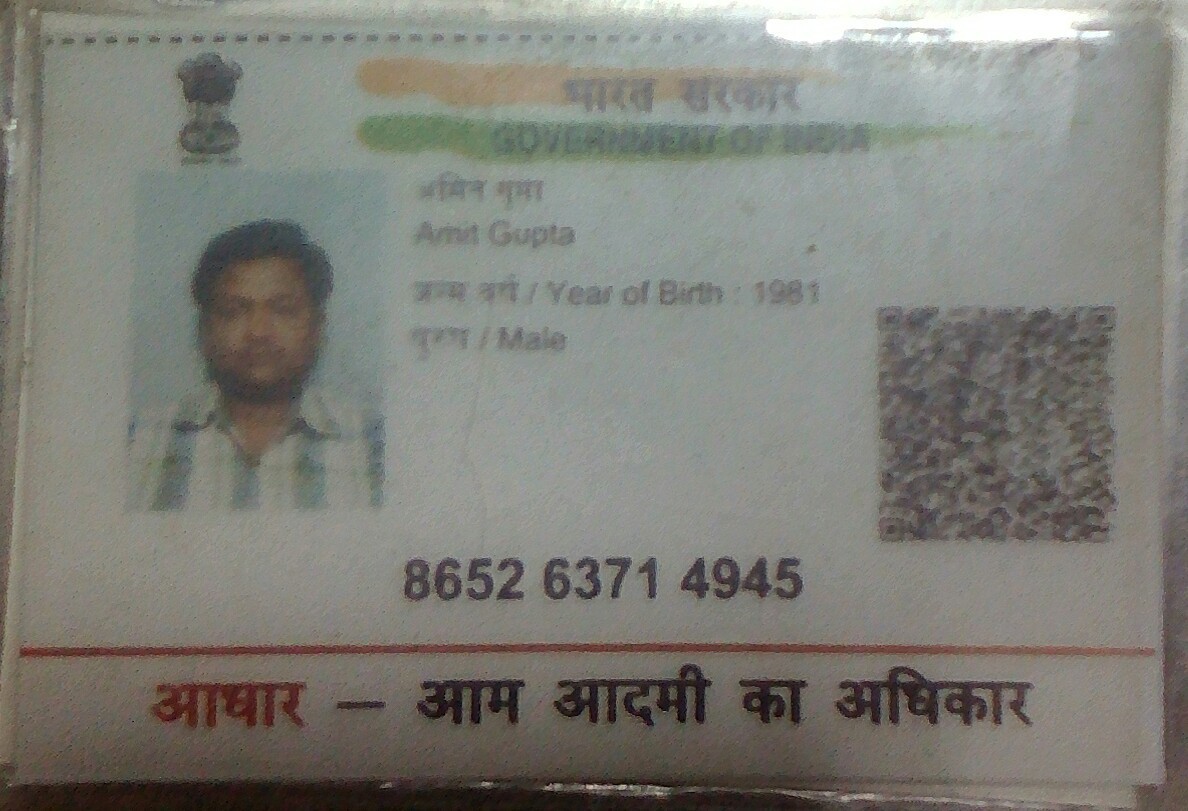 भारत सरकार
GOVERNMENT OF INDIA
Amit Gupta
जन्म वर्ष / Year of Birth : 1981
पुरुष / Male
8652 6371 4945
आधार – आम आदमी का अधिकार